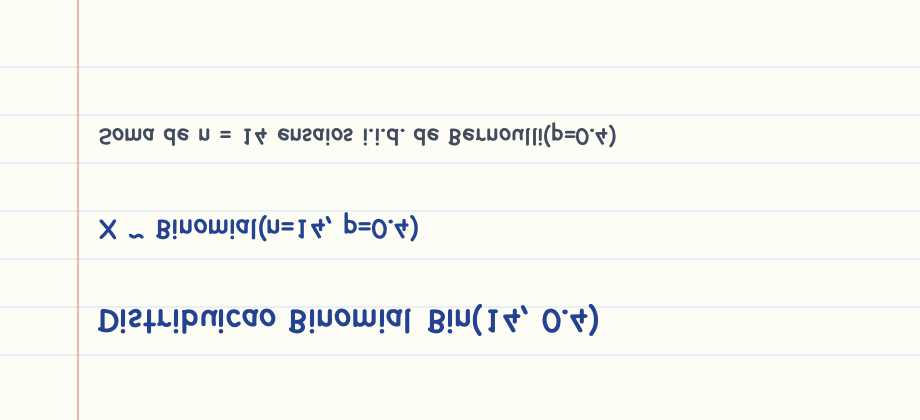 Distribuicao Binomial Bin(14, 0.4)
X ~ Binomial(n=14, p=0.4)
Soma de n = 14 ensaios i.i.d. de Bernoulli(p=0.4)